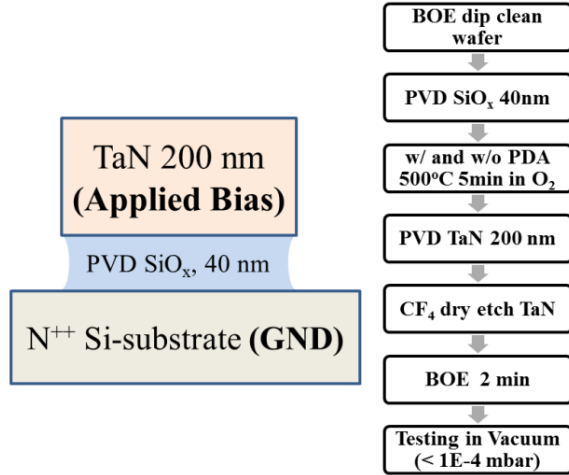 TaN 200 nm
(Applied Bias)
PVD SiOₓ, 40 nm
N⁺⁺ Si-substrate (GND)
BOE dip clean
wafer
PVD SiOₓ 40nm
w/ and w/o PDA
500°C 5min in O₂
PVD TaN 200 nm
CF₄ dry etch TaN
BOE 2 min
Testing in Vacuum
(< 1E-4 mbar)